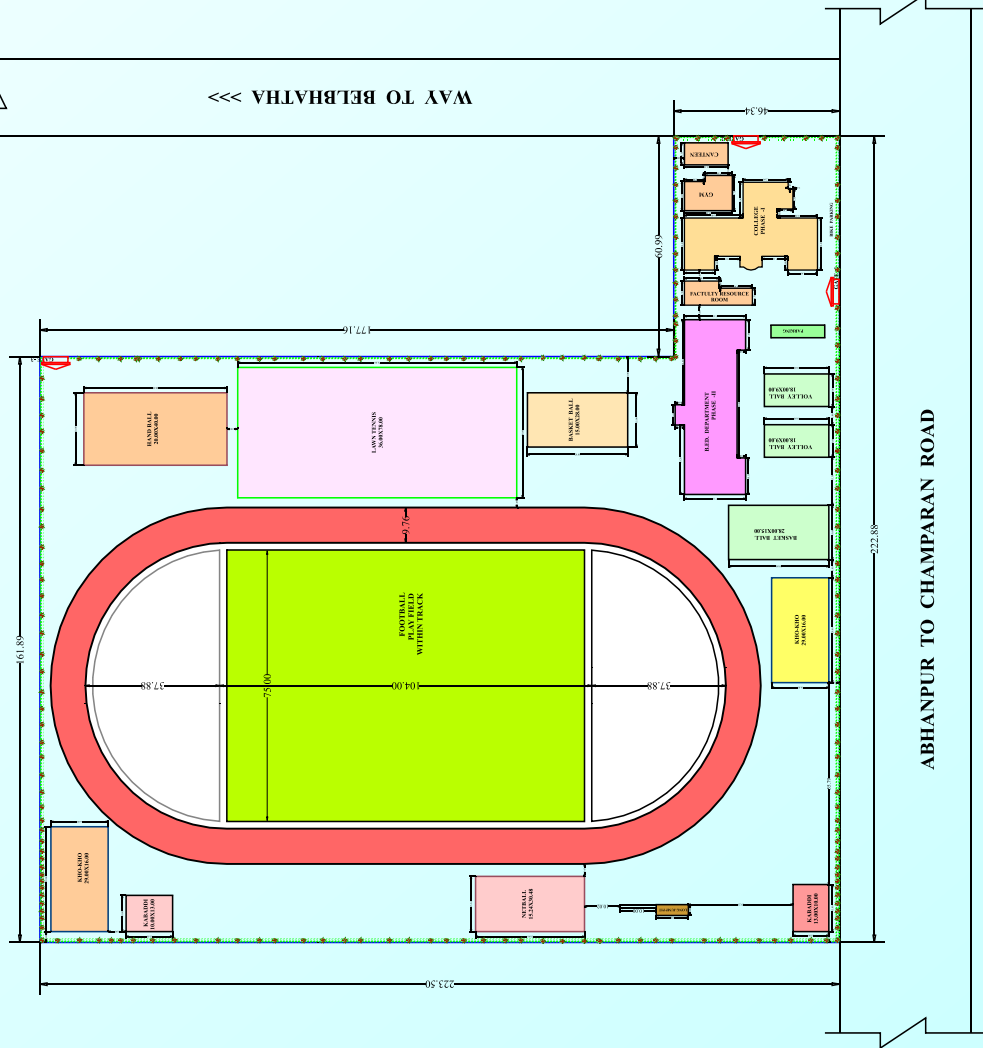 WAY TO BELBHATHA >>>
46.34
CANTEEN
GYM
COLLEGE
PHASE -I
BIKE PARKING
60.99
GATE
FACTULTY RESOURCE
ROOM
177.16
PARKING
HAND BALL
20.00X40.00
LAWN TENNIS
36.00X78.00
BASKET BALL
15.00X28.00
B.ED. DEPARTMENT
PHASE -II
VOLLEY BALL
18.00X9.00
VOLLEY BALL
18.00X9.00
BASKET BALL
28.00X15.00
9.76
222.88
ABHANPUR TO CHAMPARAN ROAD
FOOTBALL
PLAY FIELD
WITHIN TRACK
KHO-KHO
29.00X16.00
161.89
37.88
75.00
104.00
37.88
KHO-KHO
29.00X16.00
KABADDI
10.00X13.00
NETBALL
15.24X30.48
KABADDI
13.00X10.00
223.50